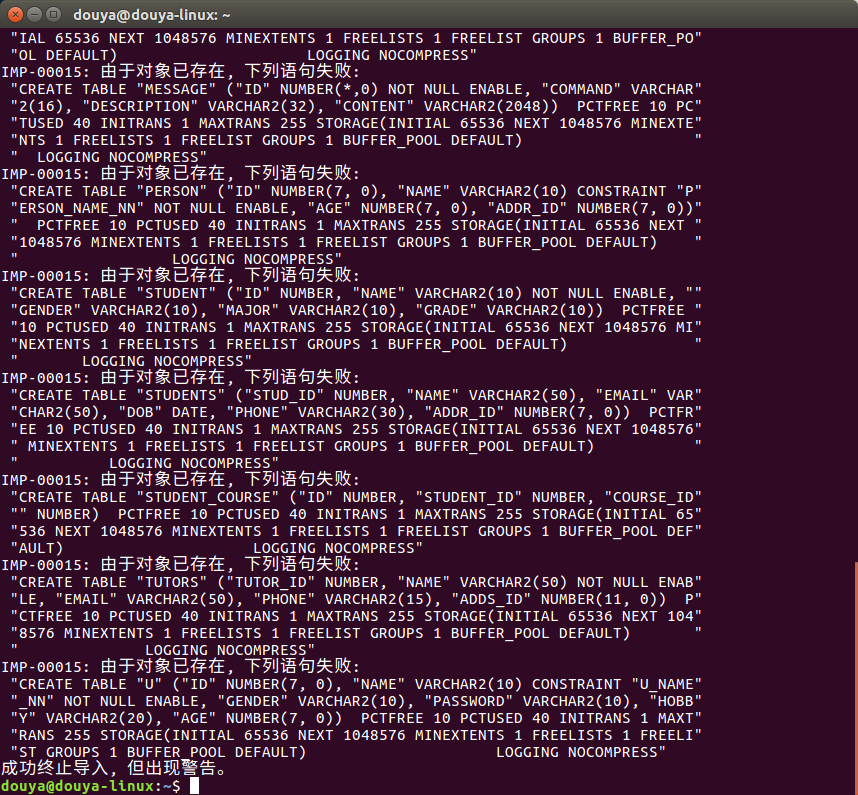 douya@douya-linux: ~
"IAL 65536 NEXT 1048576 MINEXTENTS 1 FREELISTS 1 FREELIST GROUPS 1 BUFFER_PO"
"OL DEFAULT)                     LOGGING NOCOMPRESS"
IMP-00015: 由于对象已存在, 下列语句失败:
"CREATE TABLE "MESSAGE" ("ID" NUMBER(*,0) NOT NULL ENABLE, "COMMAND" VARCHAR"
"2(16), "DESCRIPTION" VARCHAR2(32), "CONTENT" VARCHAR2(2048))  PCTFREE 10 PC"
"TUSED 40 INITRANS 1 MAXTRANS 255 STORAGE(INITIAL 65536 NEXT 1048576 MINEXTE"
"NTS 1 FREELISTS 1 FREELIST GROUPS 1 BUFFER_POOL DEFAULT)                   "
"  LOGGING NOCOMPRESS"
IMP-00015: 由于对象已存在, 下列语句失败:
"CREATE TABLE "PERSON" ("ID" NUMBER(7, 0), "NAME" VARCHAR2(10) CONSTRAINT "P"
"ERSON_NAME_NN" NOT NULL ENABLE, "AGE" NUMBER(7, 0), "ADDR_ID" NUMBER(7, 0))"
"  PCTFREE 10 PCTUSED 40 INITRANS 1 MAXTRANS 255 STORAGE(INITIAL 65536 NEXT "
"1048576 MINEXTENTS 1 FREELISTS 1 FREELIST GROUPS 1 BUFFER_POOL DEFAULT)    "
"                 LOGGING NOCOMPRESS"
IMP-00015: 由于对象已存在, 下列语句失败:
"CREATE TABLE "STUDENT" ("ID" NUMBER, "NAME" VARCHAR2(10) NOT NULL ENABLE, ""
"GENDER" VARCHAR2(10), "MAJOR" VARCHAR2(10), "GRADE" VARCHAR2(10))  PCTFREE "
"10 PCTUSED 40 INITRANS 1 MAXTRANS 255 STORAGE(INITIAL 65536 NEXT 1048576 MI"
"NEXTENTS 1 FREELISTS 1 FREELIST GROUPS 1 BUFFER_POOL DEFAULT)              "
"       LOGGING NOCOMPRESS"
IMP-00015: 由于对象已存在, 下列语句失败:
"CREATE TABLE "STUDENTS" ("STUD_ID" NUMBER, "NAME" VARCHAR2(50), "EMAIL" VAR"
"CHAR2(50), "DOB" DATE, "PHONE" VARCHAR2(30), "ADDR_ID" NUMBER(7, 0))  PCTFR"
"EE 10 PCTUSED 40 INITRANS 1 MAXTRANS 255 STORAGE(INITIAL 65536 NEXT 1048576"
" MINEXTENTS 1 FREELISTS 1 FREELIST GROUPS 1 BUFFER_POOL DEFAULT)           "
"          LOGGING NOCOMPRESS"
IMP-00015: 由于对象已存在, 下列语句失败:
"CREATE TABLE "STUDENT_COURSE" ("ID" NUMBER, "STUDENT_ID" NUMBER, "COURSE_ID"
"" NUMBER)  PCTFREE 10 PCTUSED 40 INITRANS 1 MAXTRANS 255 STORAGE(INITIAL 65"
"536 NEXT 1048576 MINEXTENTS 1 FREELISTS 1 FREELIST GROUPS 1 BUFFER_POOL DEF"
"AULT)                     LOGGING NOCOMPRESS"
IMP-00015: 由于对象已存在, 下列语句失败:
"CREATE TABLE "TUTORS" ("TUTOR_ID" NUMBER, "NAME" VARCHAR2(50) NOT NULL ENAB"
"LE, "EMAIL" VARCHAR2(50), "PHONE" VARCHAR2(15), "ADDS_ID" NUMBER(11, 0))  P"
"CTFREE 10 PCTUSED 40 INITRANS 1 MAXTRANS 255 STORAGE(INITIAL 65536 NEXT 104"
"8576 MINEXTENTS 1 FREELISTS 1 FREELIST GROUPS 1 BUFFER_POOL DEFAULT)       "
"              LOGGING NOCOMPRESS"
IMP-00015: 由于对象已存在, 下列语句失败:
"CREATE TABLE "U" ("ID" NUMBER(7, 0), "NAME" VARCHAR2(10) CONSTRAINT "U_NAME"
"_NN" NOT NULL ENABLE, "GENDER" VARCHAR2(10), "PASSWORD" VARCHAR2(10), "HOBB"
"Y" VARCHAR2(20), "AGE" NUMBER(7, 0))  PCTFREE 10 PCTUSED 40 INITRANS 1 MAXT"
"RANS 255 STORAGE(INITIAL 65536 NEXT 1048576 MINEXTENTS 1 FREELISTS 1 FREELI"
"ST GROUPS 1 BUFFER_POOL DEFAULT)                     LOGGING NOCOMPRESS"
成功终止导入, 但出现警告。
douya@douya-linux:~$